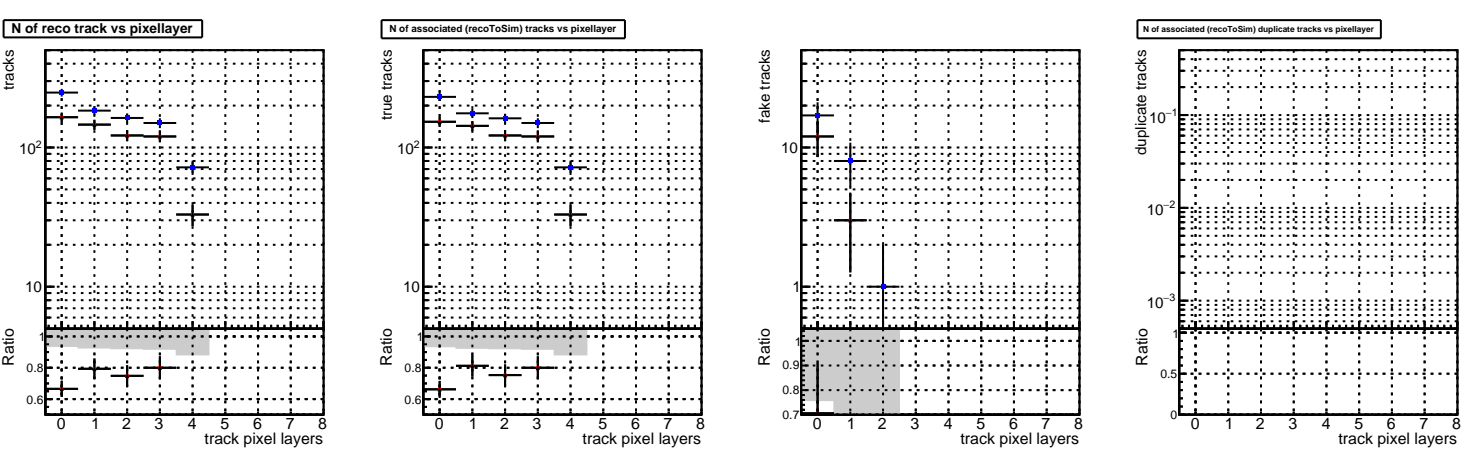 N of reco track vs pixellayer
tracks
10²
10
Ratio
1
0.8
0.6
0 1 2 3 4 5 6 7 8
track pixel layers
N of associated (recoToSim) tracks vs pixellayer
true tracks
10²
10
Ratio
1
0.8
0.6
0 1 2 3 4 5 6 7 8
track pixel layers
fake tracks
10
1
Ratio
1
0.9
0.8
0.7
0 1 2 3 4 5 6 7 8
track pixel layers
N of associated (recoToSim) duplicate tracks vs pixellayer
duplicate tracks
10⁻¹
10⁻²
10⁻³
Ratio
1
0.5
0
0 1 2 3 4 5 6 7 8
track pixel layers